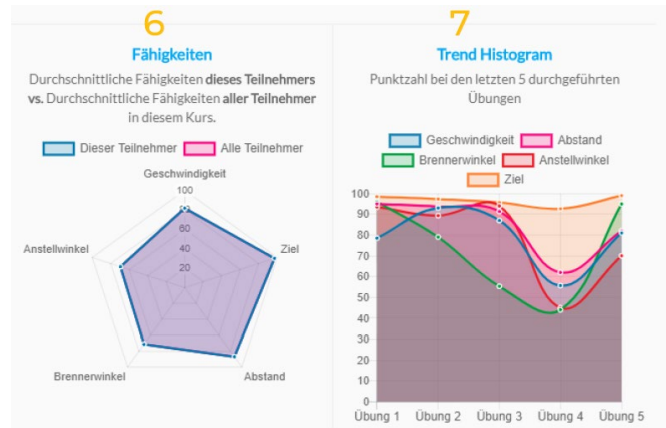 6
Fähigkeiten
Durchschnittliche Fähigkeiten dieses Teilnehmers
vs. Durchschnittliche Fähigkeiten aller Teilnehmer
in diesem Kurs.
Dieser Teilnehmer Alle Teilnehmer
Geschwindigkeit
100
80
60
40
20
Anstellwinkel
Ziel
Brennerwinkel
Abstand
7
Trend Histogram
Punktzahl bei den letzten 5 durchgeführten
Übungen
Geschwindigkeit Abstand
Brennerwinkel Anstellwinkel
Ziel
100
90
80
70
60
50
40
30
20
10
0
Übung 1 Übung 2 Übung 3 Übung 4 Übung 5